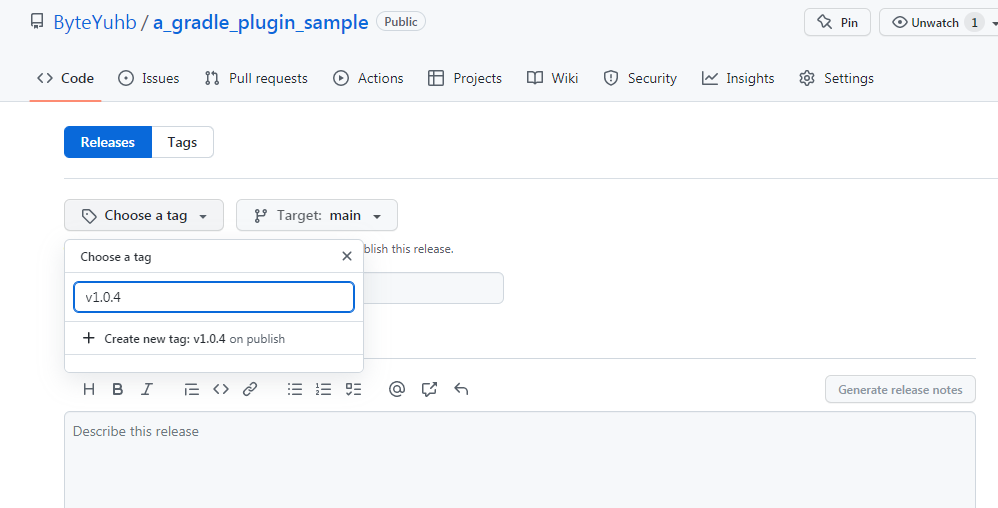 ByteYuhb / a_gradle_plugin_sample Public Pin Unwatch 1
Code Issues Pull requests Actions Projects Wiki Security Insights Settings
Releases Tags
Choose a tag Target: main
blish this release.
Choose a tag
v1.0.4
Create new tag: v1.0.4 on publish
H B I Generate release notes
Describe this release